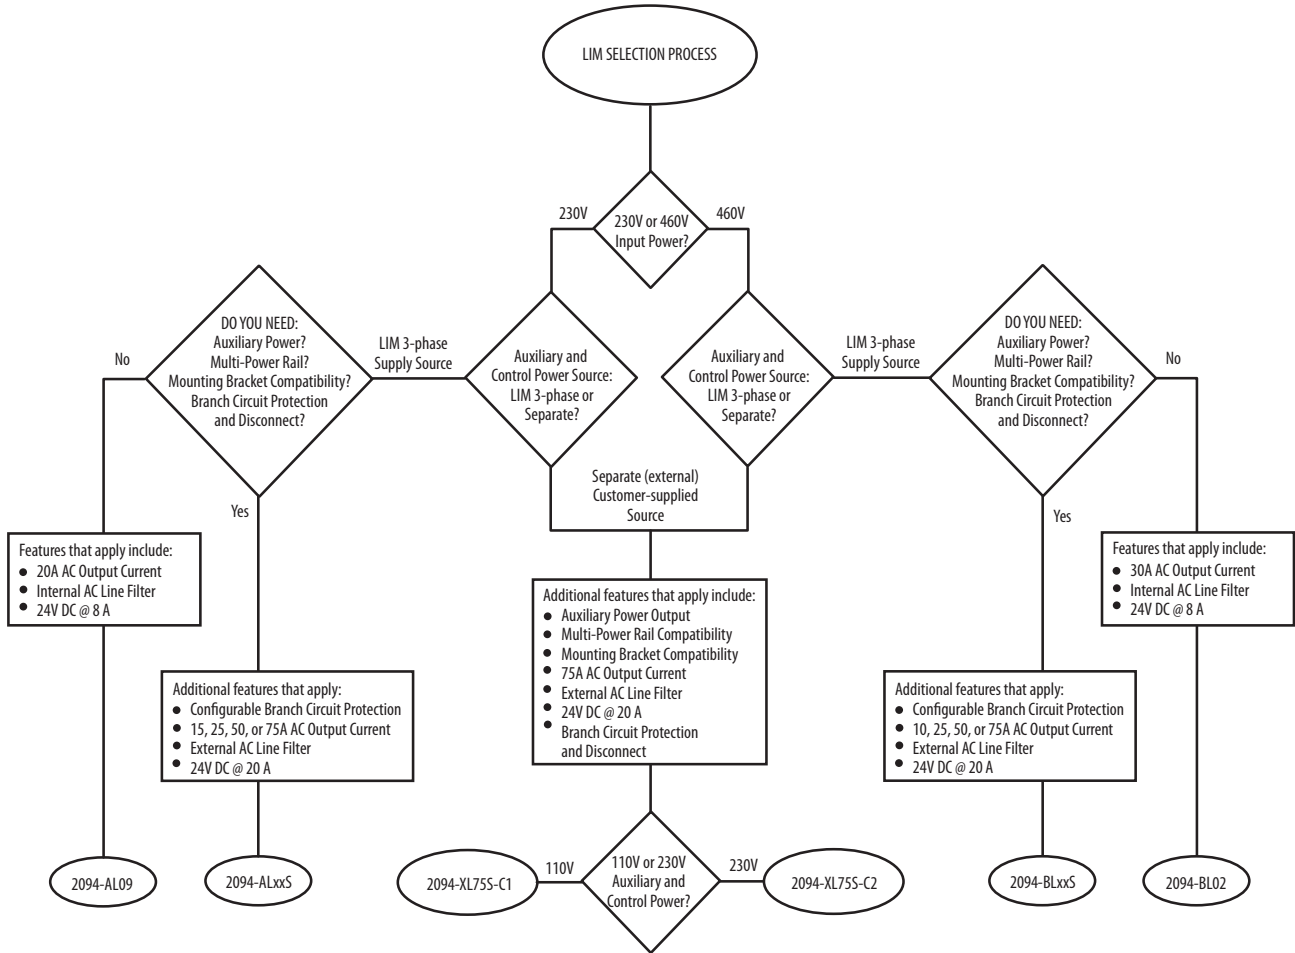 LIM SELECTION PROCESS
230V
230V or 460V
Input Power?
460V
DO YOU NEED:
Auxiliary Power?
Multi-Power Rail?
Mounting Bracket Compatibility?
Branch Circuit Protection
and Disconnect?
No
LIM 3-phase
Supply Source
Auxiliary and
Control Power Source:
LIM 3-phase or
Separate?
Auxiliary and
Control Power Source:
LIM 3-phase or
Separate?
LIM 3-phase
Supply Source
DO YOU NEED:
Auxiliary Power?
Multi-Power Rail?
Mounting Bracket Compatibility?
Branch Circuit Protection
and Disconnect?
No
Separate (external)
Customer-supplied
Source
Yes
Yes
Features that apply include:
● 20A AC Output Current
● Internal AC Line Filter
● 24V DC @ 8 A
Additional features that apply:
● Configurable Branch Circuit Protection
● 15, 25, 50, or 75A AC Output Current
● External AC Line Filter
● 24V DC @ 20 A
Additional features that apply include:
● Auxiliary Power Output
● Multi-Power Rail Compatibility
● Mounting Bracket Compatibility
● 75A AC Output Current
● External AC Line Filter
● 24V DC @ 20 A
● Branch Circuit Protection
and Disconnect
Additional features that apply:
● Configurable Branch Circuit Protection
● 10, 25, 50, or 75A AC Output Current
● External AC Line Filter
● 24V DC @ 20 A
Features that apply include:
● 30A AC Output Current
● Internal AC Line Filter
● 24V DC @ 8 A
2094-AL09
2094-ALxxS
2094-XL75S-C1
110V
110V or 230V
Auxiliary and
Control Power?
230V
2094-XL75S-C2
2094-BLxxS
2094-BL02